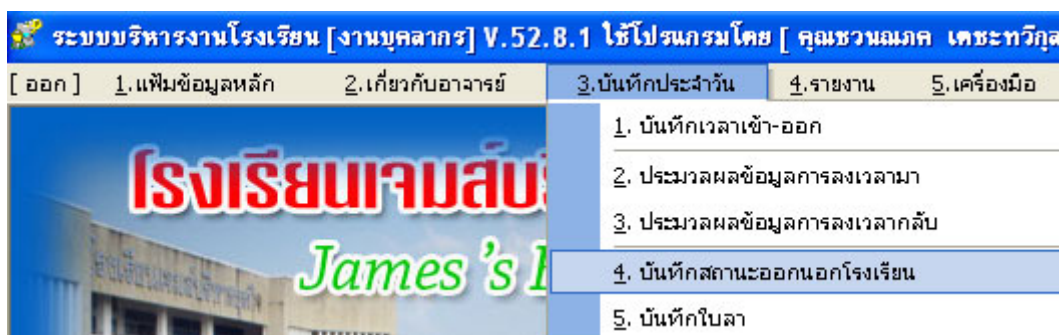 ระบบบริหารงานโรงเรียน [งานบุคลากร] V.52.8.1 ใช้โปรแกรมโดย [ คุณชวนณภค เตชะทวีกุล
[ ออก ] 1.แฟ้มข้อมูลหลัก 2.เกี่ยวกับอาจารย์ 3.บันทึกประจำวัน 4.รายงาน 5.เครื่องมือ
1. บันทึกเวลาเข้า-ออก
2. ประมวลผลข้อมูลการลงเวลามา
3. ประมวลผลข้อมูลการลงเวลากลับ
4. บันทึกสถานะออกนอกโรงเรียน
5. บันทึกใบลา
โรงเรียนเจมส์บริ
James 's